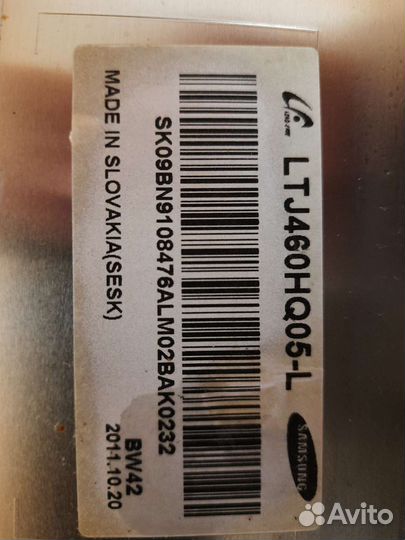 LTJ460HQ05-L
SAMSUNG
SK09BN9108476ALM02BAK0232
MADE IN SLOVAKIA(SESK)
BW42
2011.10.20
Avito